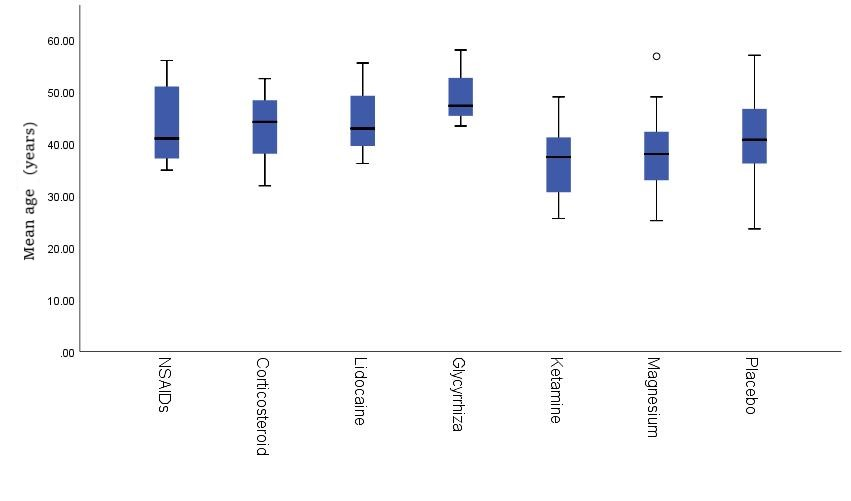 60.00
50.00
40.00
30.00
20.00
10.00
.00
Mean age (years)
NSAIDs
Corticosteroid
Lidocaine
Glycyrrhiza
Ketamine
Magnesium
Placebo